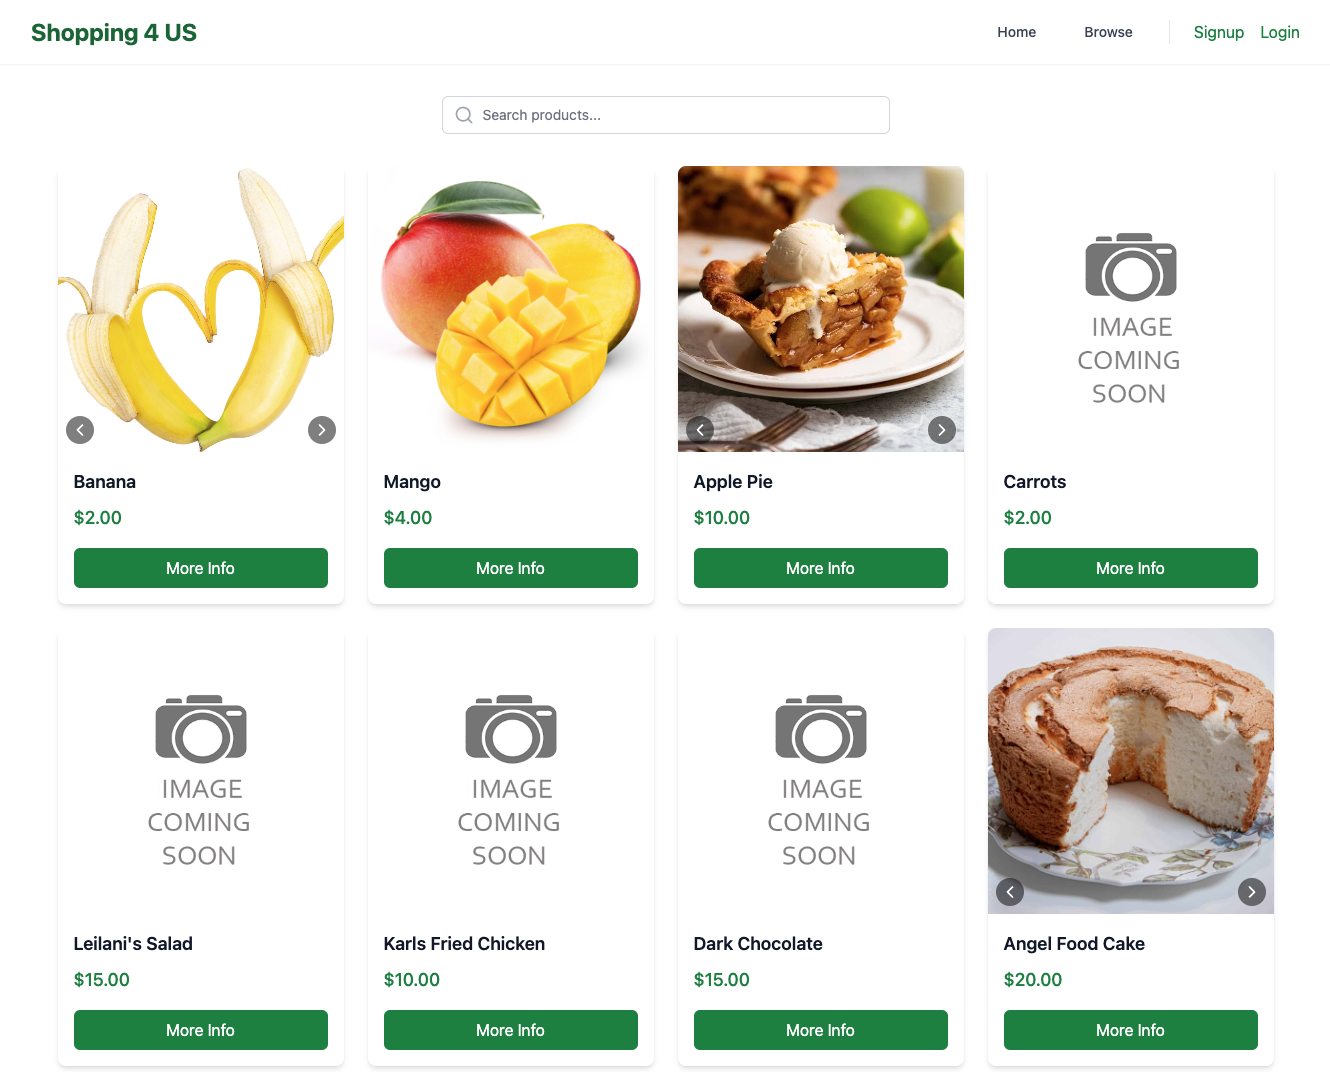 Shopping 4 US
Home
Browse
Signup
Login
Search products...
Banana
$2.00
More Info
Mango
$4.00
More Info
Apple Pie
$10.00
More Info
IMAGE
COMING
SOON
Carrots
$2.00
More Info
IMAGE
COMING
SOON
Leilani's Salad
$15.00
More Info
IMAGE
COMING
SOON
Karls Fried Chicken
$10.00
More Info
IMAGE
COMING
SOON
Dark Chocolate
$15.00
More Info
Angel Food Cake
$20.00
More Info